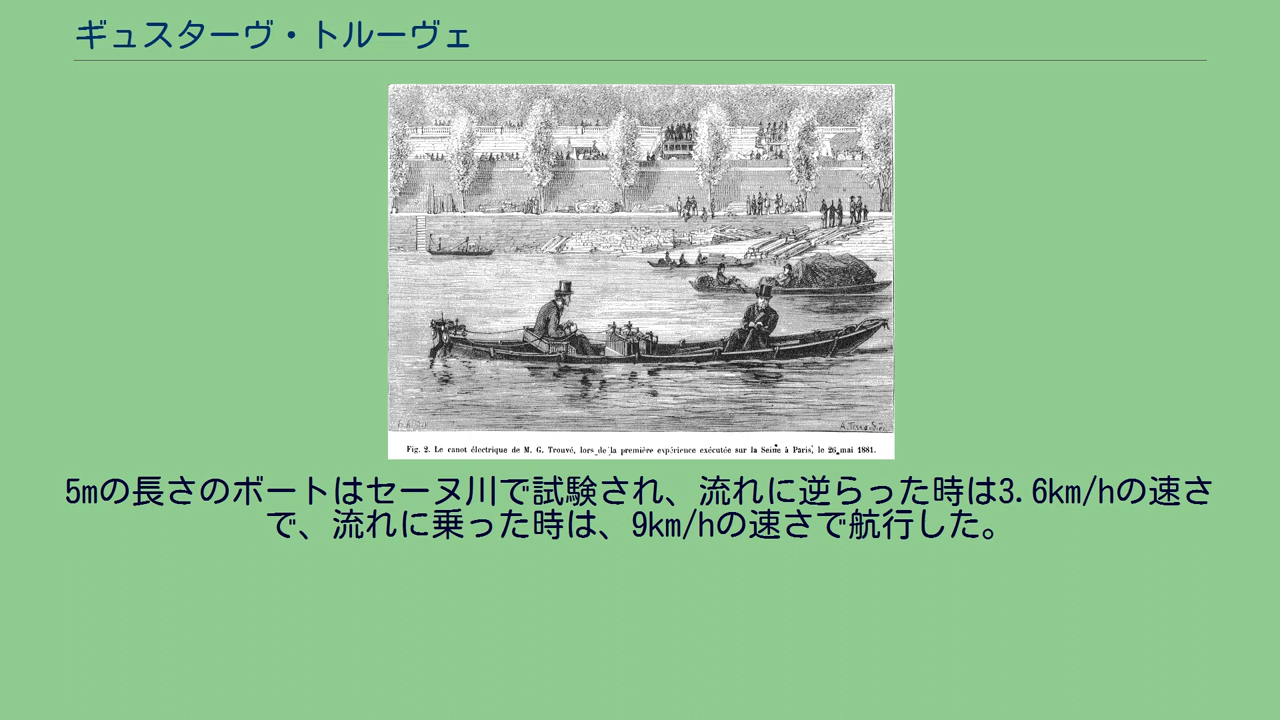 ギュスターヴ・トルーヴェ
Fig. 2. Le canot électrique de M. G. Trouvé, lors de la première expérience exécutée sur la Seine à Paris, le 26 mai 1881.
5mの長さのボートはセーヌ川で試験され、流れに逆らった時は3.6km/hの速さ
で、流れに乗った時は、9km/hの速さで航行した。